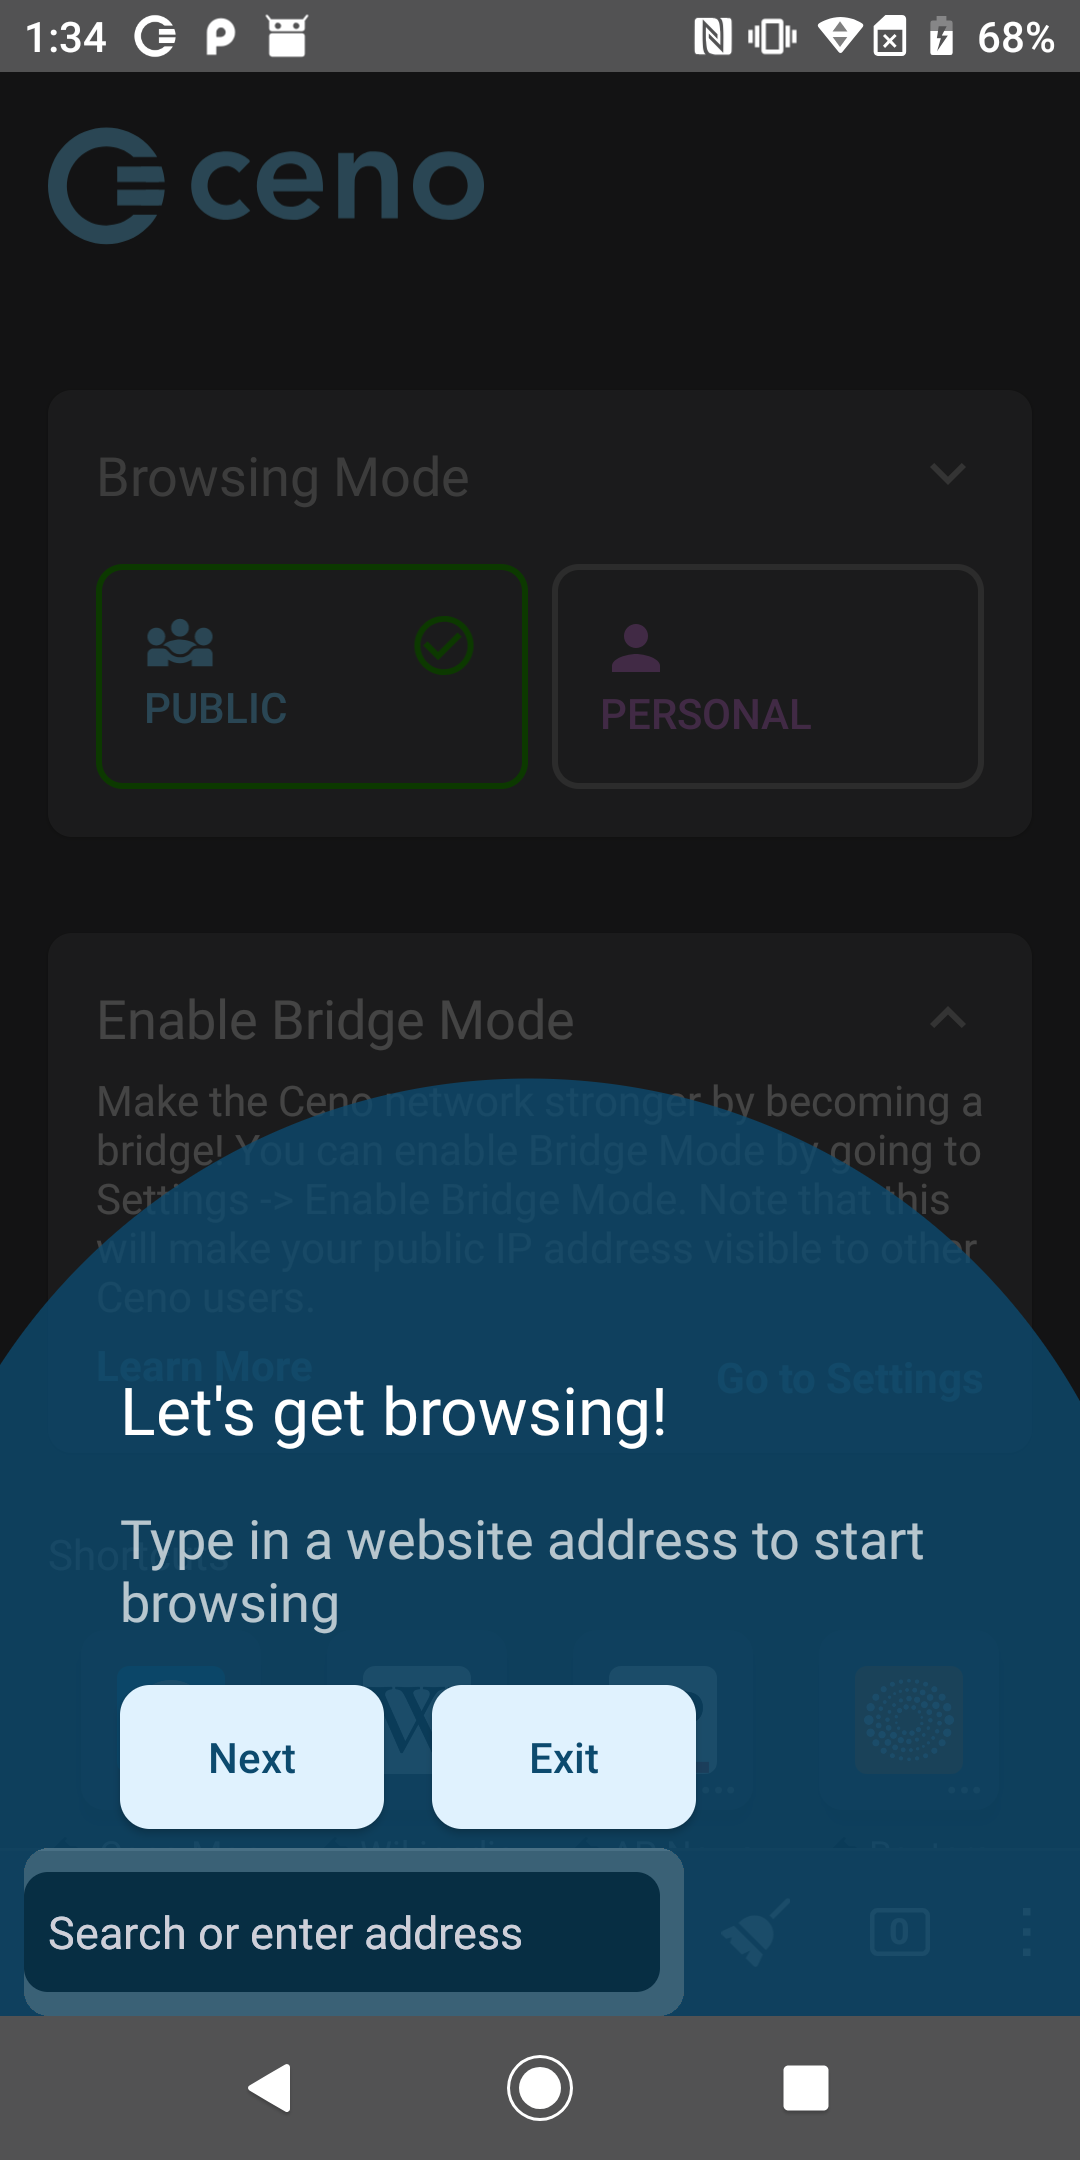 1:34
68%
ceno
Browsing Mode
PUBLIC
PERSONAL
Enable Bridge Mode
Make the Ceno network stronger by becoming a
bridge! You can enable Bridge Mode by going to
Settings -> Enable Bridge Mode. Note that this
will make your public IP address visible to other
Ceno users.
Learn More
Go to Settings
Let's get browsing!
Type in a website address to start
browsing
Shortcuts
W
Next
Exit
Search or enter address
0